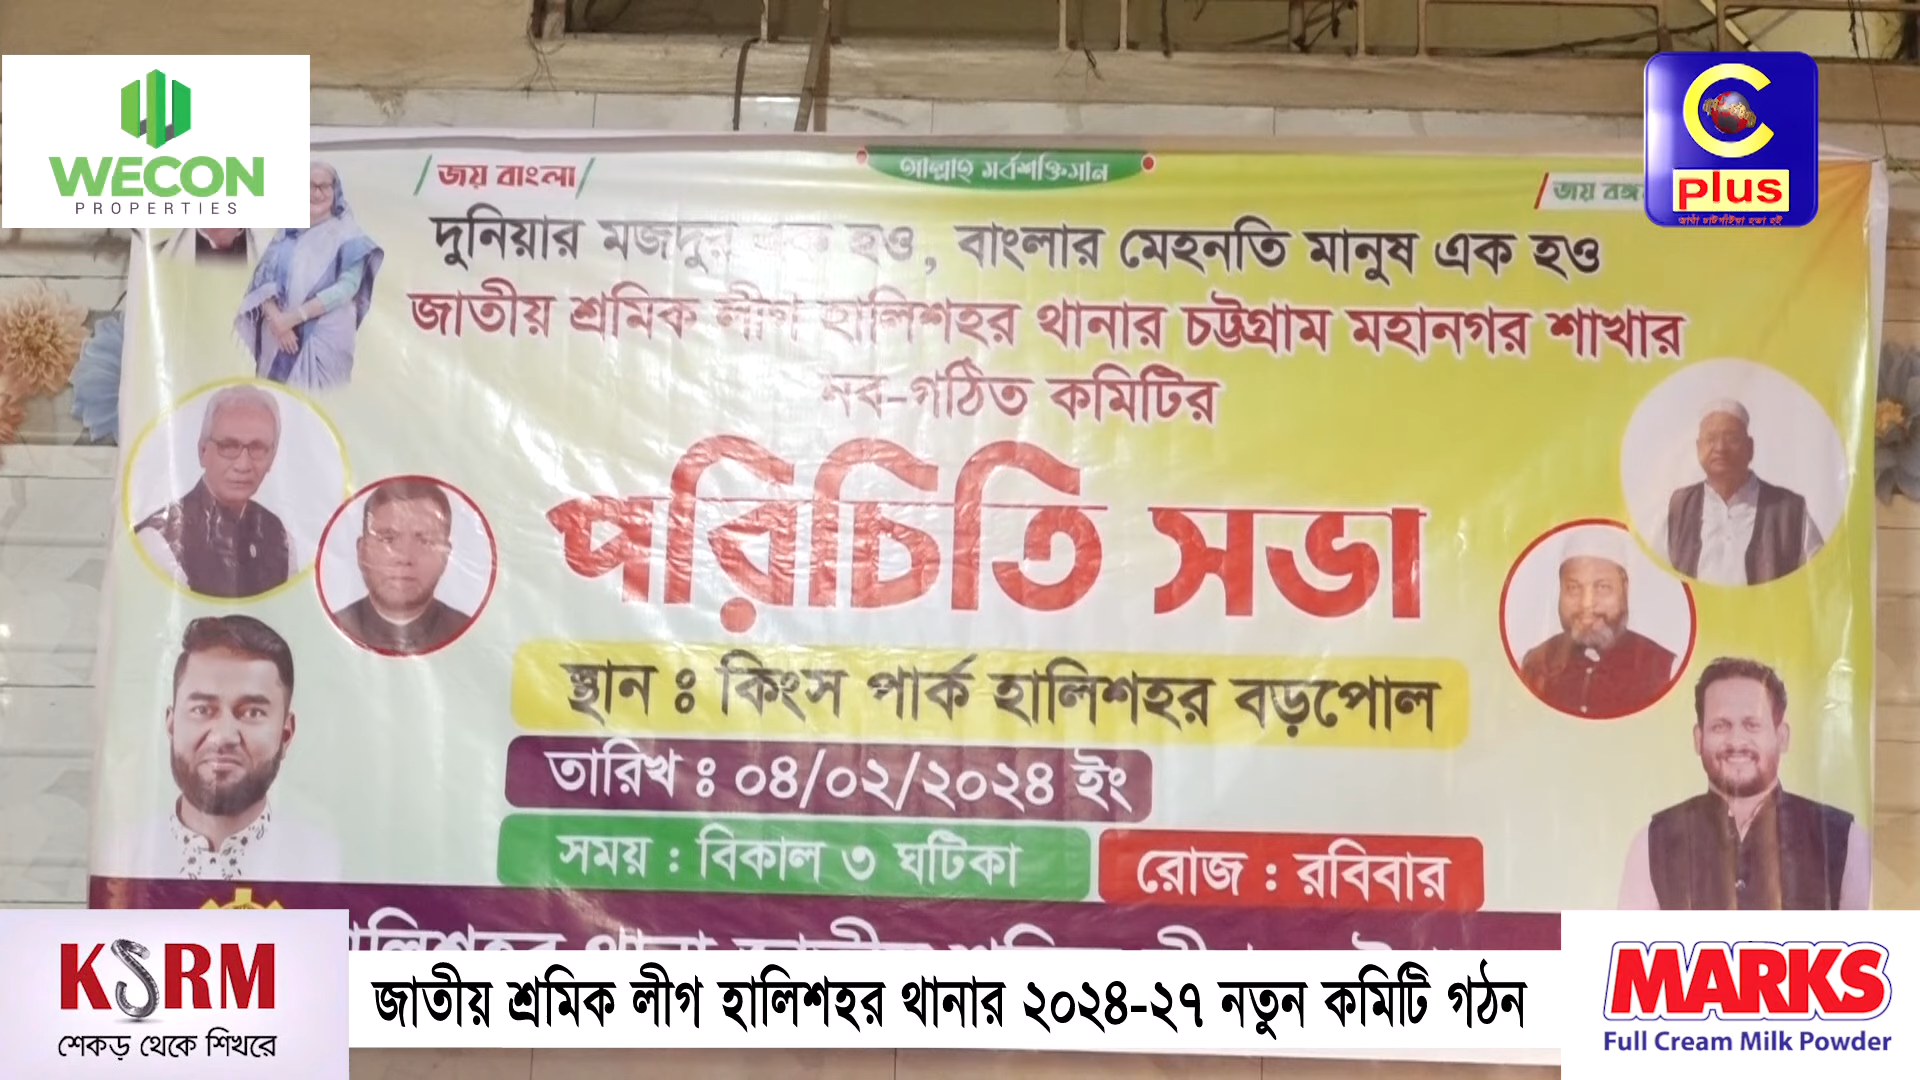 WECON
PROPERTIES
C
plus
জয় বাংলা
আল্লাহ সর্বশক্তিমান
জয় বঙ্গ
দুনিয়ার মজদুর এক হও, বাংলার মেহনতি মানুষ এক হও
জাতীয় শ্রমিক লীগ হালিশহর থানার চট্টগ্রাম মহানগর শাখার
নব-গঠিত কমিটির
পরিচিতি সভা
স্থান ঃ কিংস পার্ক হালিশহর বড়পোল
তারিখ ঃ ০৪/০২/২০২৪ ইং
সময় : বিকাল ৩ ঘটিকা
রোজ : রবিবার
KSRM
শেকড় থেকে শিখরে
জাতীয় শ্রমিক লীগ হালিশহর থানার ২০২৪-২৭ নতুন কমিটি গঠন
MARKS
Full Cream Milk Powder